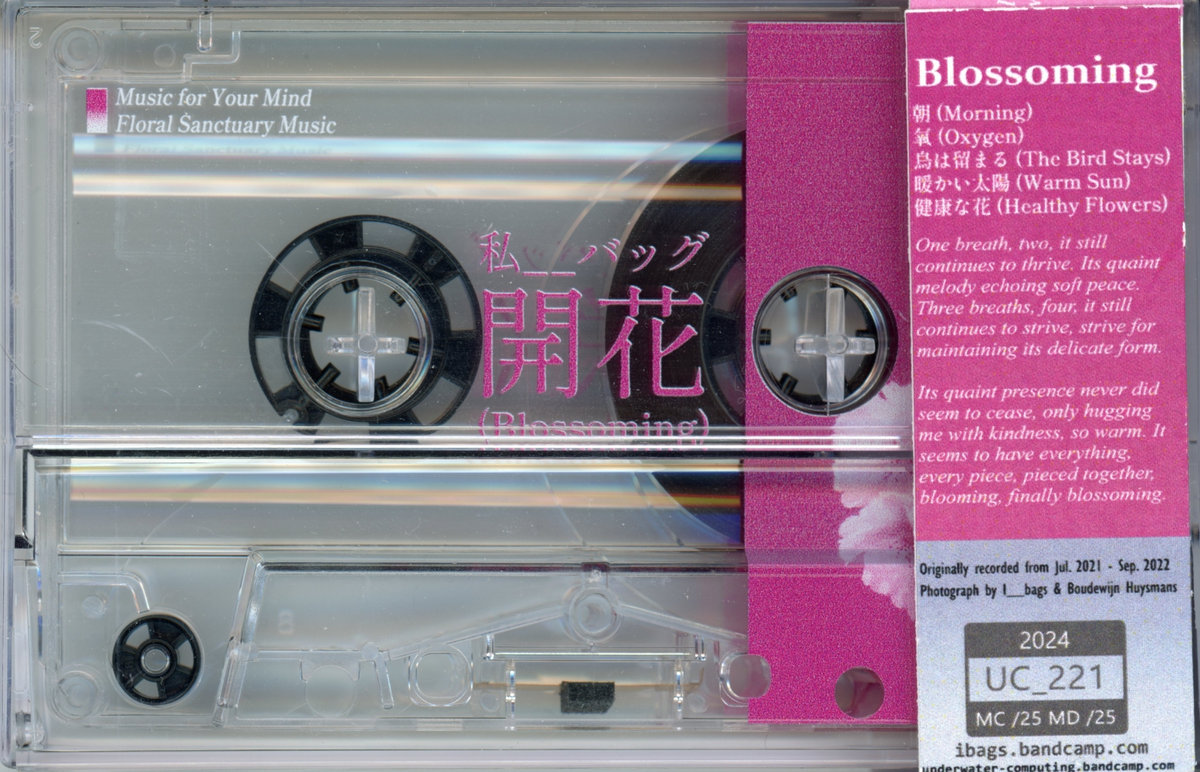 Music for Your Mind
Floral Sanctuary Music
私__バッグ
開花
(Blossoming)
Blossoming
朝 (Morning)
氧 (Oxygen)
鳥は留まる (The Bird Stays)
暖かい太陽 (Warm Sun)
健康な花 (Healthy Flowers)
One breath, two, it still
continues to thrive. Its quaint
melody echoing soft peace.
Three breaths, four, it still
continues to strive, strive for
maintaining its delicate form.
Its quaint presence never did
seem to cease, only hugging
me with kindness, so warm. It
seems to have everything,
every piece, pieced together,
blooming, finally blossoming.
Originally recorded from Jul. 2021 - Sep. 2022
Photograph by I__bags & Boudewijn Huysmans
2024
UC_221
MC /25 MD /25
ibags.bandcamp.com
underwater-computing.bandcamp.com